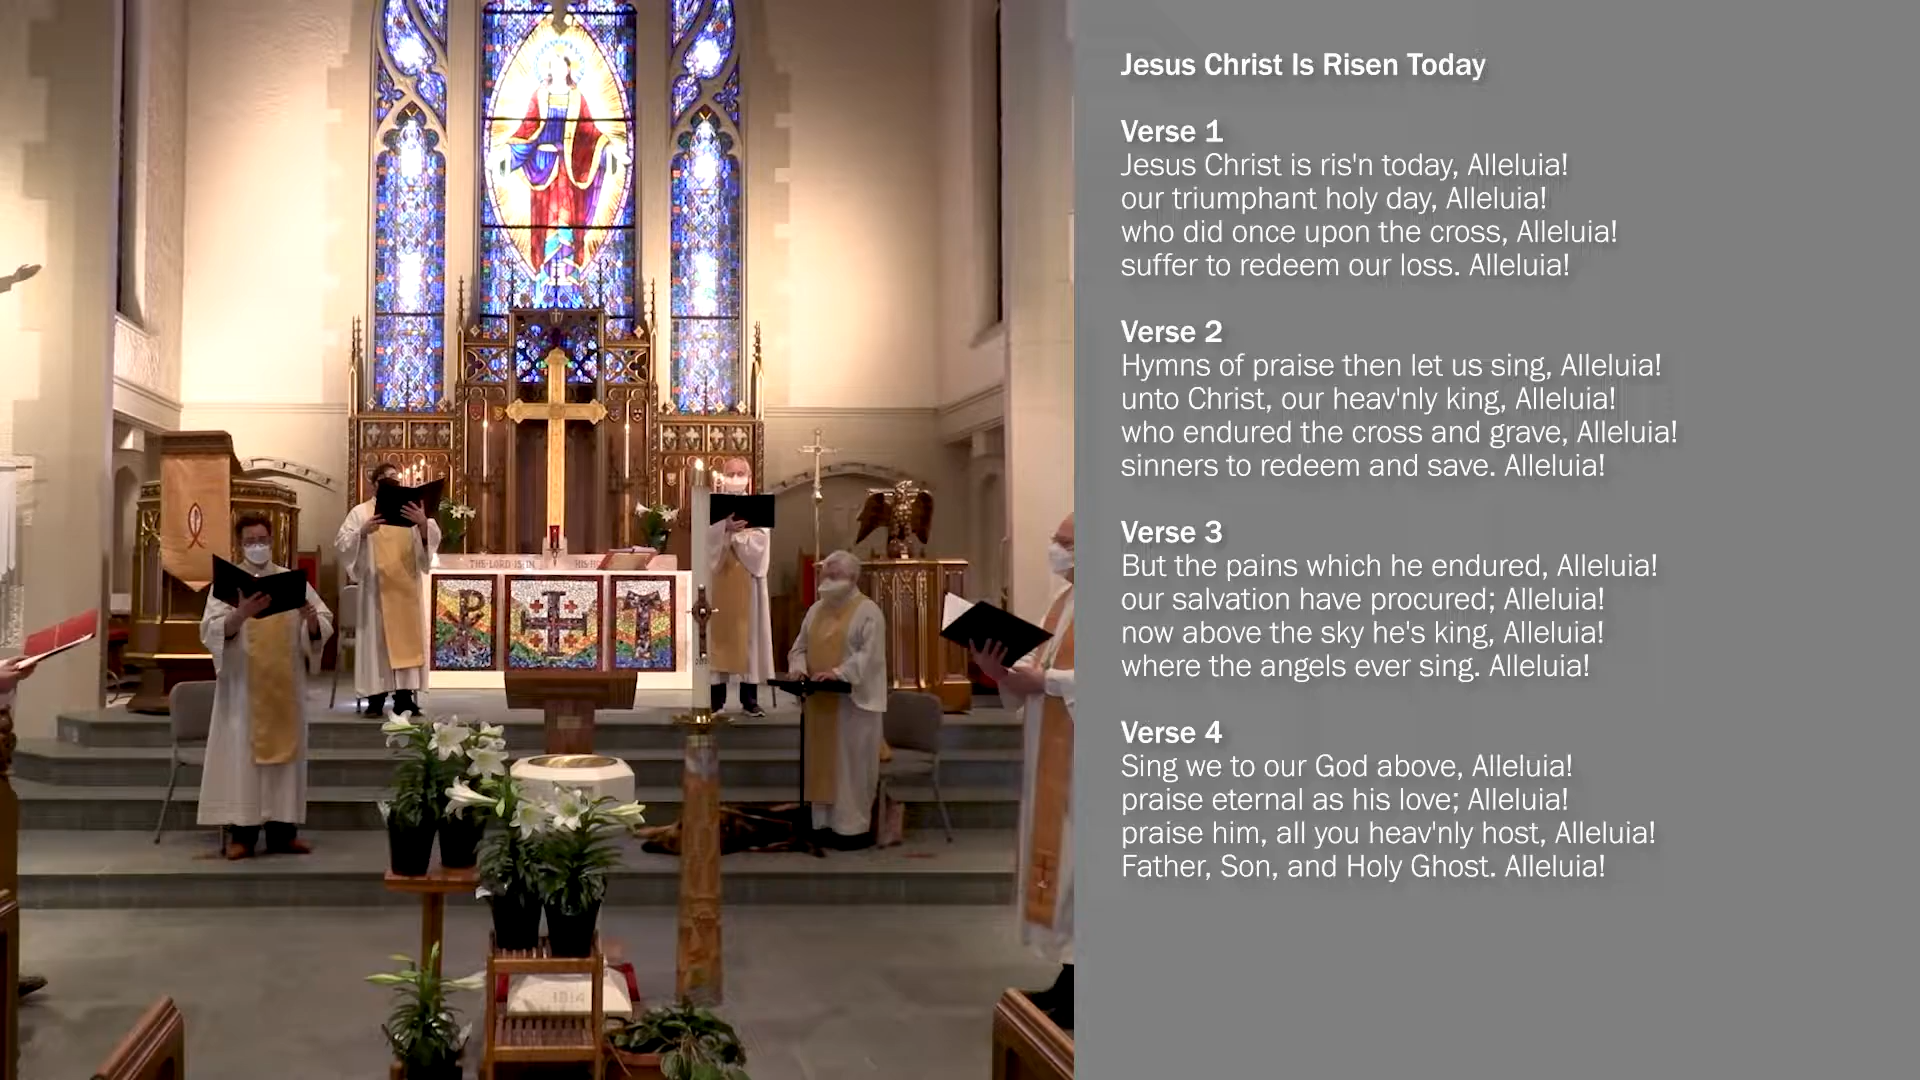 Jesus Christ Is Risen Today
Verse 1
Jesus Christ is ris'n today, Alleluia!
our triumphant holy day, Alleluia!
who did once upon the cross, Alleluia!
suffer to redeem our loss. Alleluia!
Verse 2
Hymns of praise then let us sing, Alleluia!
unto Christ, our heav'nly king, Alleluia!
who endured the cross and grave, Alleluia!
sinners to redeem and save. Alleluia!
Verse 3
But the pains which he endured, Alleluia!
our salvation have procured; Alleluia!
now above the sky he's king, Alleluia!
where the angels ever sing. Alleluia!
Verse 4
Sing we to our God above, Alleluia!
praise eternal as his love; Alleluia!
praise him, all you heav'nly host, Alleluia!
Father, Son, and Holy Ghost. Alleluia!
THE LORD IS IN HIS
1814